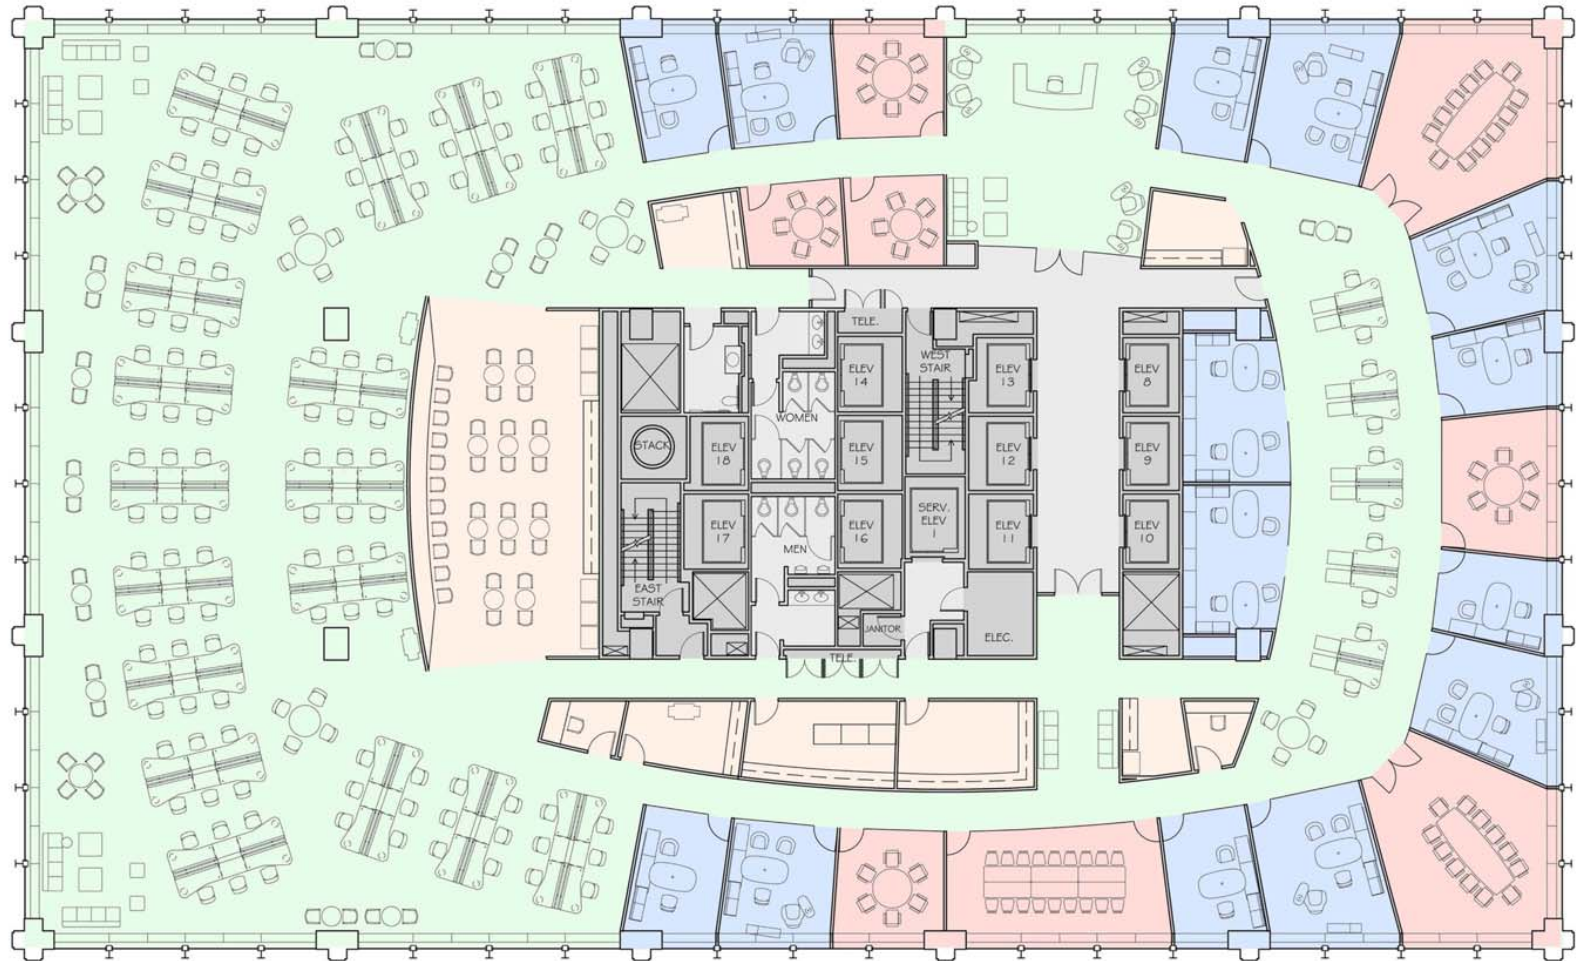 TELE.
WEST
STAIR
ELEV
14
ELEV
13
ELEV
8
WOMEN
STACK
ELEV
18
ELEV
15
ELEV
12
ELEV
9
SERV.
ELEV
1
ELEV
17
ELEV
16
ELEV
11
ELEV
10
MEN
EAST
STAIR
JANITOR
ELEC.
TELE.